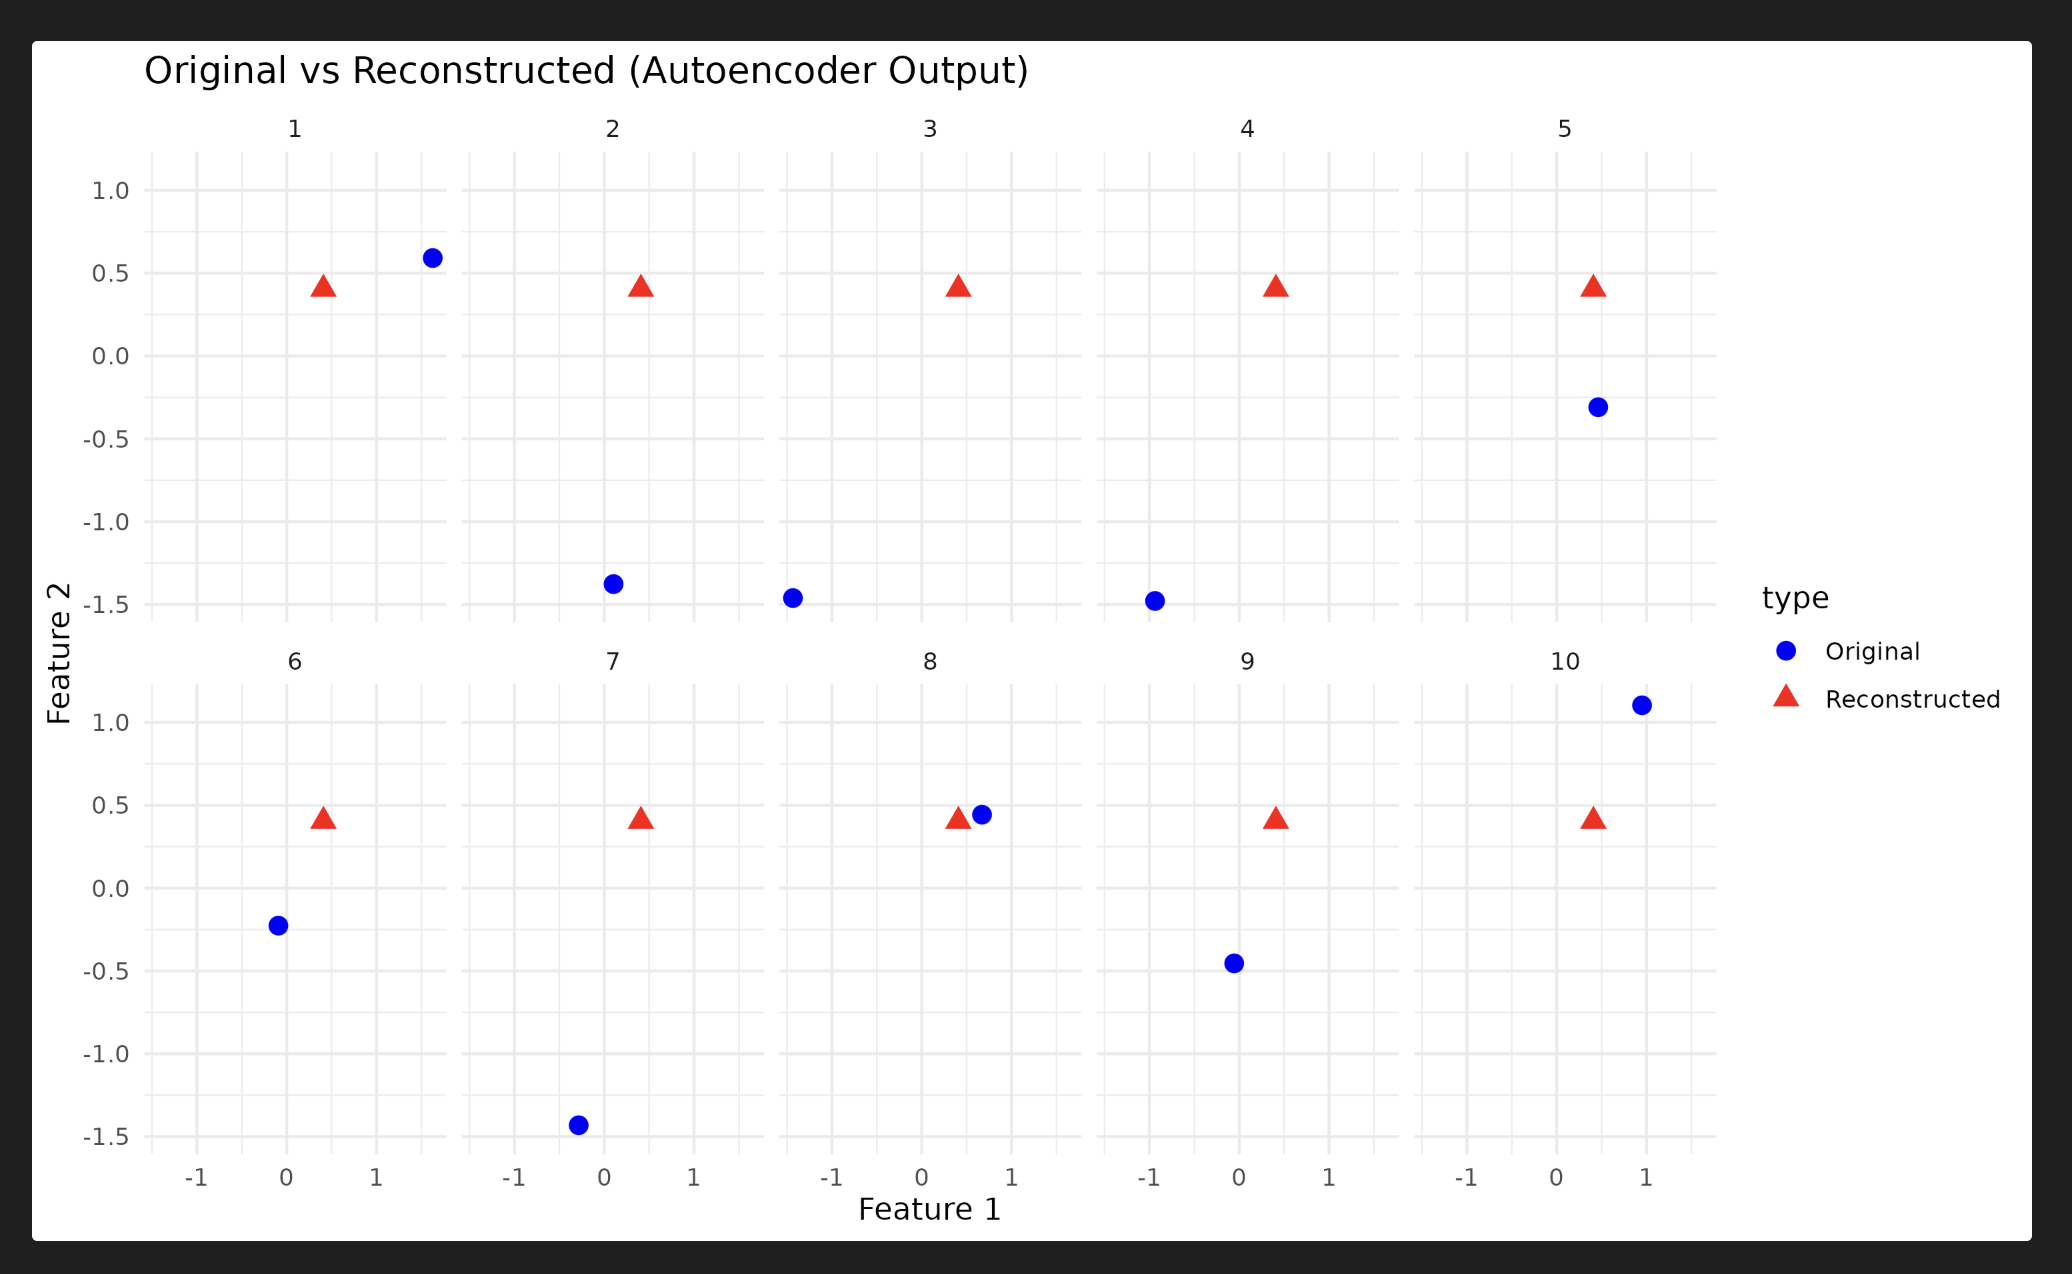 Original vs Reconstructed (Autoencoder Output)
1 2 3 4 5
1.0
0.5
0.0
-0.5
-1.0
-1.5
Feature 2
6 7 8 9 10
1.0
0.5
0.0
-0.5
-1.0
-1.5
-1 0 1 -1 0 1 -1 0 1 -1 0 1 -1 0 1
Feature 1
type
Original
Reconstructed